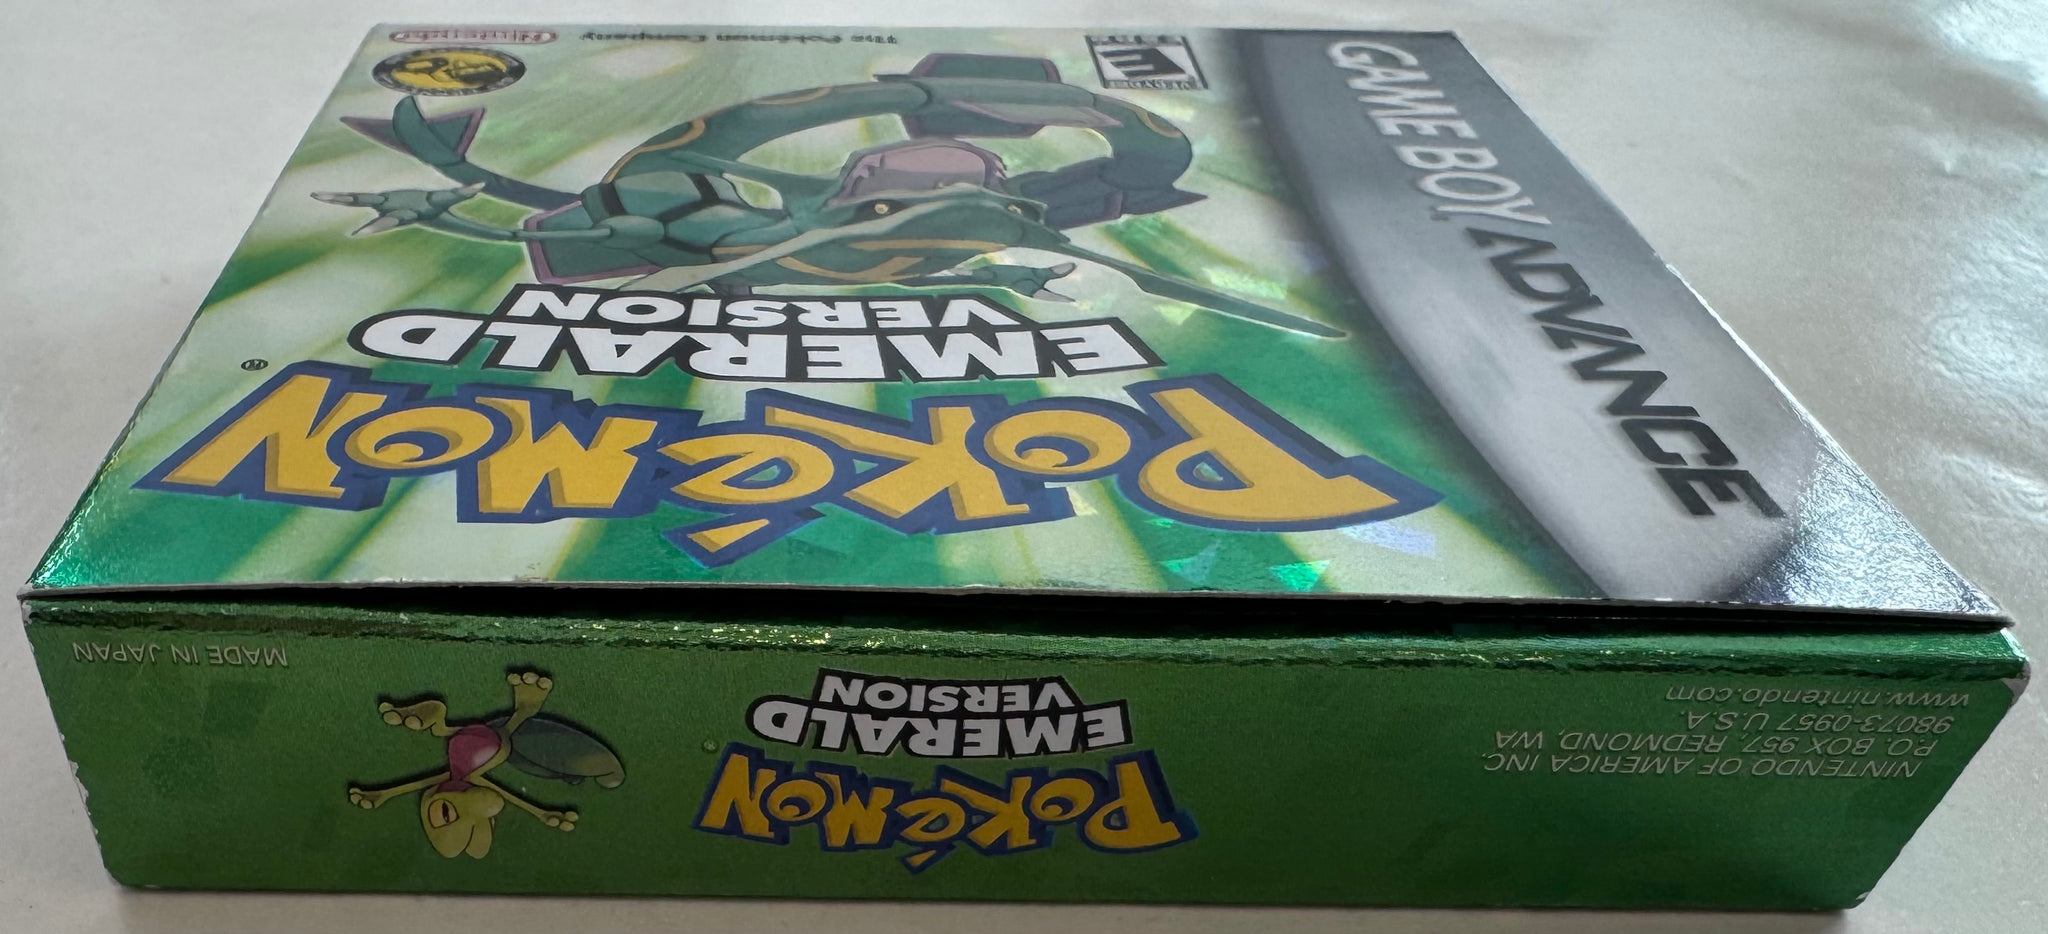 GAME BOY ADVANCE
POKéMON
EMERALD
VERSION
EVERYONE
E
The Pokémon Company
Nintendo
POKéMON
EMERALD
VERSION
NINTENDO OF AMERICA INC.
P.O. BOX 957, REDMOND, WA
98073-0957 U.S.A.
www.nintendo.com
MADE IN JAPAN